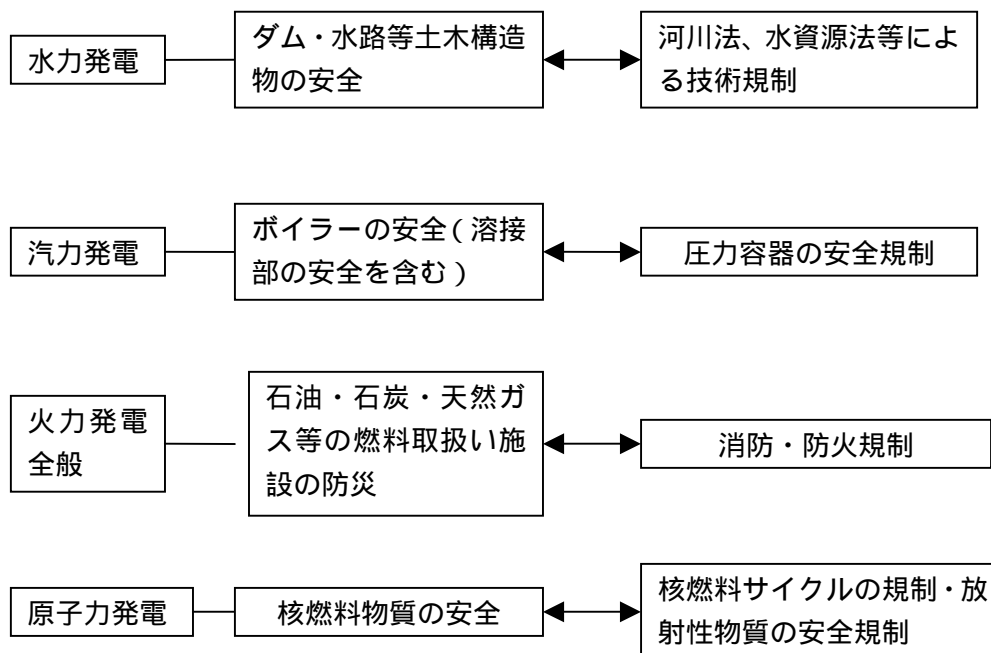 水力発電
ダム・水路等土木構造
物の安全
河川法、水資源法等によ
る技術規制
汽力発電
ボイラーの安全(溶接
部の安全を含む)
圧力容器の安全規制
火力発電
全般
石油・石炭・天然ガ
ス等の燃料取扱い施
設の防災
消防・防火規制
原子力発電
核燃料物質の安全
核燃料サイクルの規制・放
射性物質の安全規制